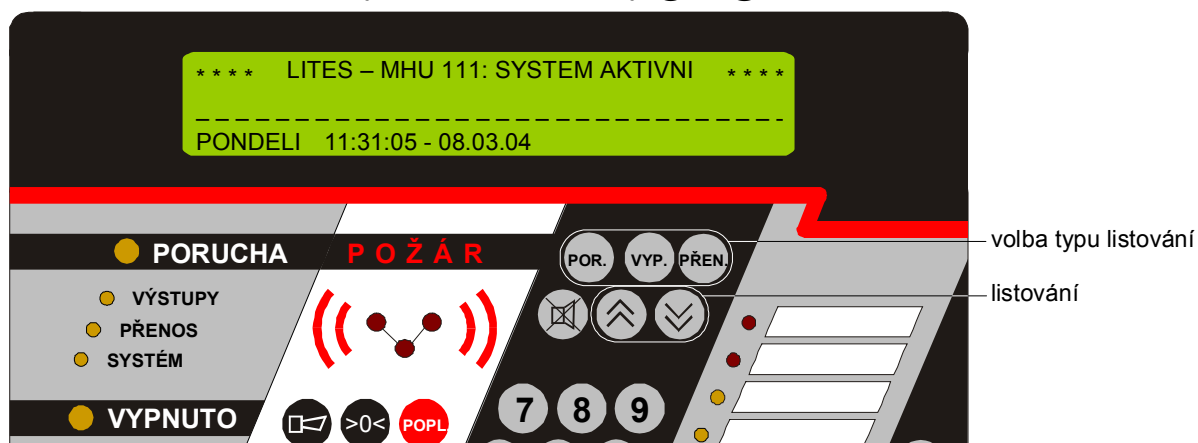 * * * * LITES – MHU 111: SYSTEM AKTIVNI * * * *
PONDELI 11:31:05 - 08.03.04
PORUCHA
POŽÁR
POR. VYP. PŘEN.
volba typu listování
VÝSTUPY
listování
PŘENOS
SYSTÉM
VYPNUTO
>0<
POPL
7 8 9